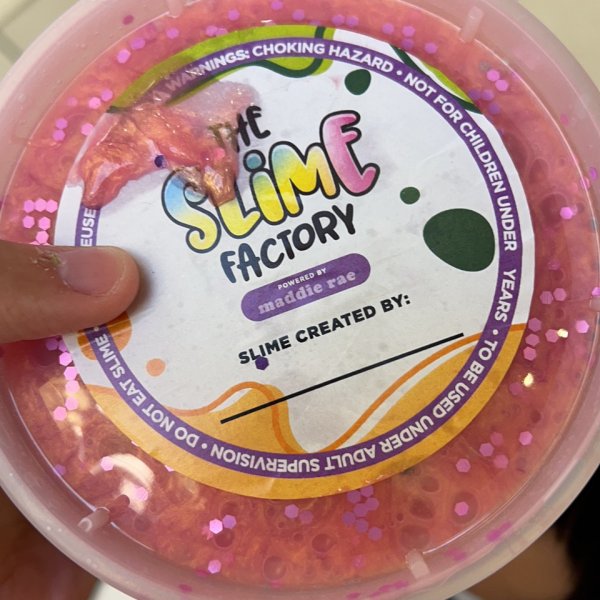 WARNINGS: CHOKING HAZARD • NOT FOR CHILDREN UNDER YEARS • TO BE USED UNDER ADULT SUPERVISION • DO NOT EAT SLIME
THE
SLiME
FACTORY
POWERED BY
maddie rae
SLIME CREATED BY: